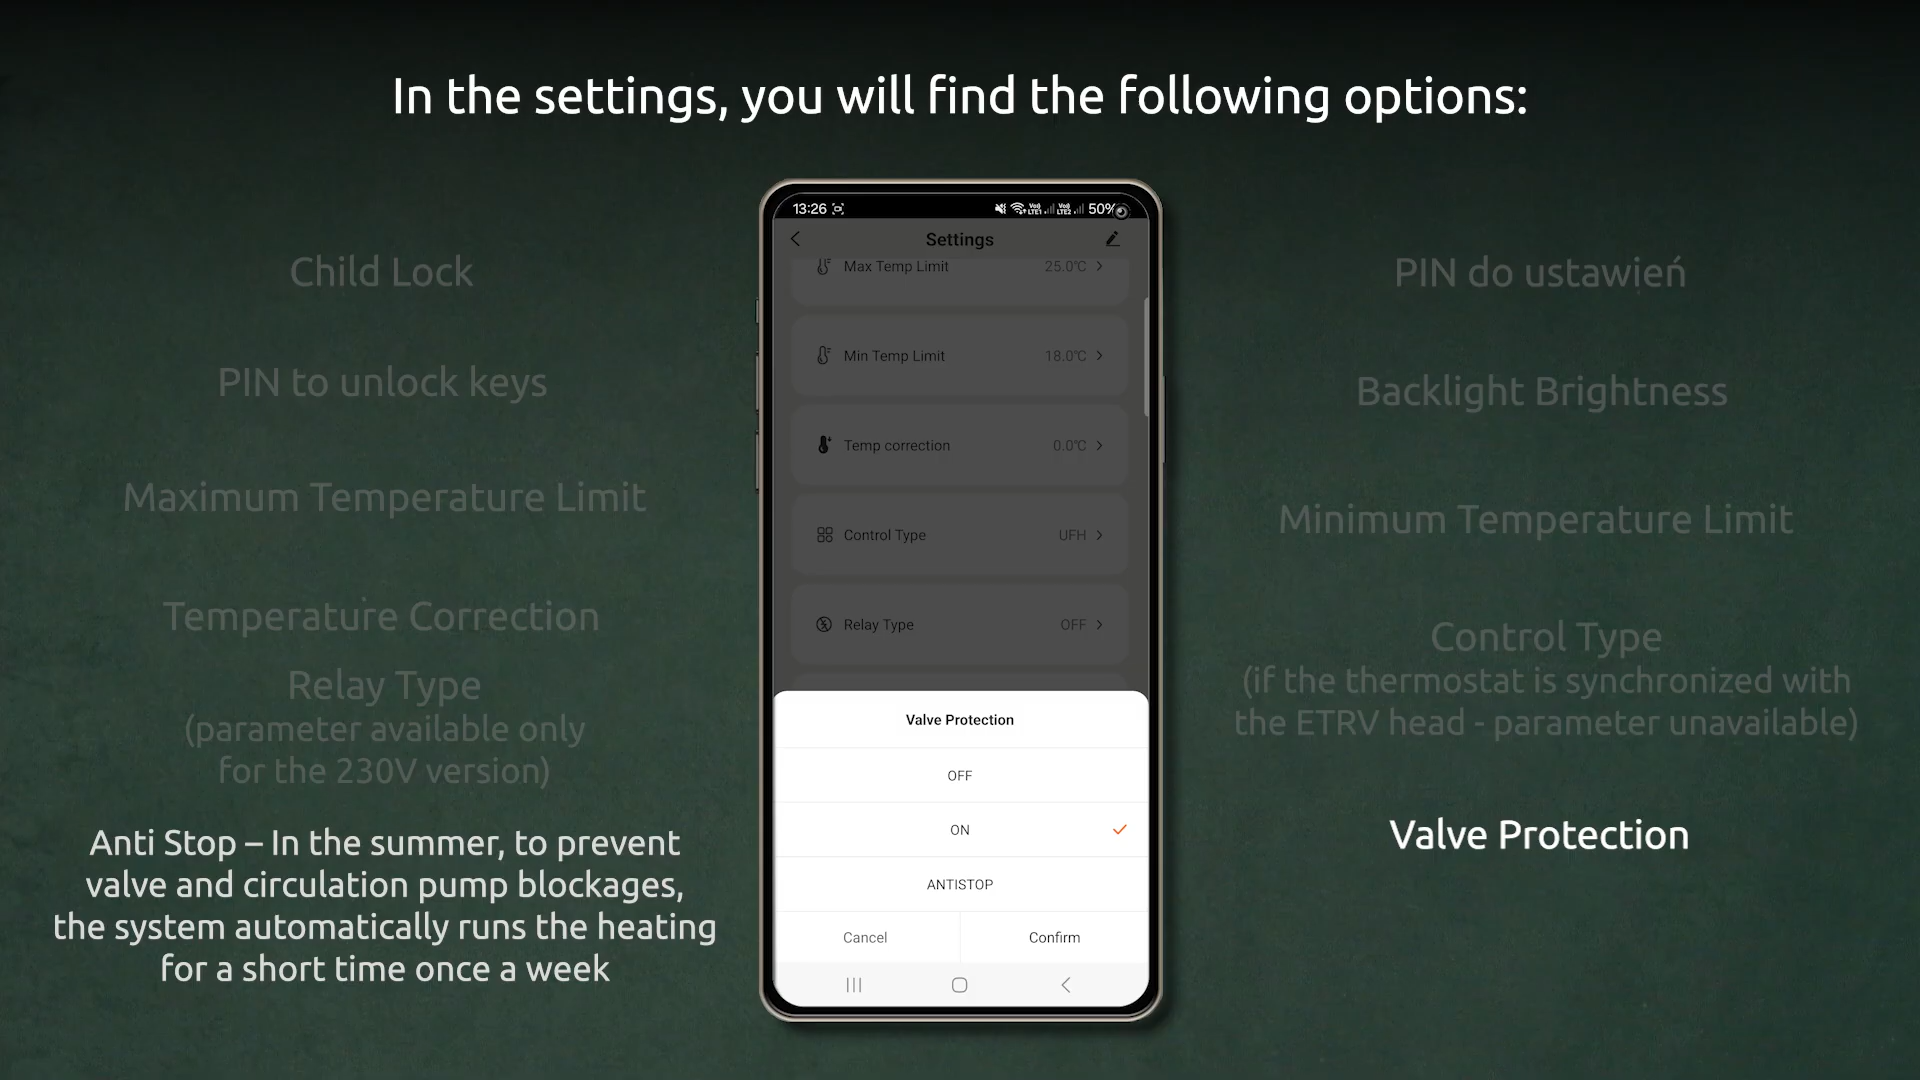 In the settings, you will find the following options:
Child Lock
PIN to unlock keys
Maximum Temperature Limit
Temperature Correction
Relay Type
(parameter available only
for the 230V version)
Anti Stop – In the summer, to prevent
valve and circulation pump blockages,
the system automatically runs the heating
for a short time once a week
13:26
50%
Settings
Max Temp Limit 25.0℃
Min Temp Limit 18.0℃
Temp correction 0.0℃
Control Type UFH
Relay Type OFF
Valve Protection
OFF
ON
ANTISTOP
Cancel Confirm
PIN do ustawień
Backlight Brightness
Minimum Temperature Limit
Control Type
(if the thermostat is synchronized with
the ETRV head - parameter unavailable)
Valve Protection